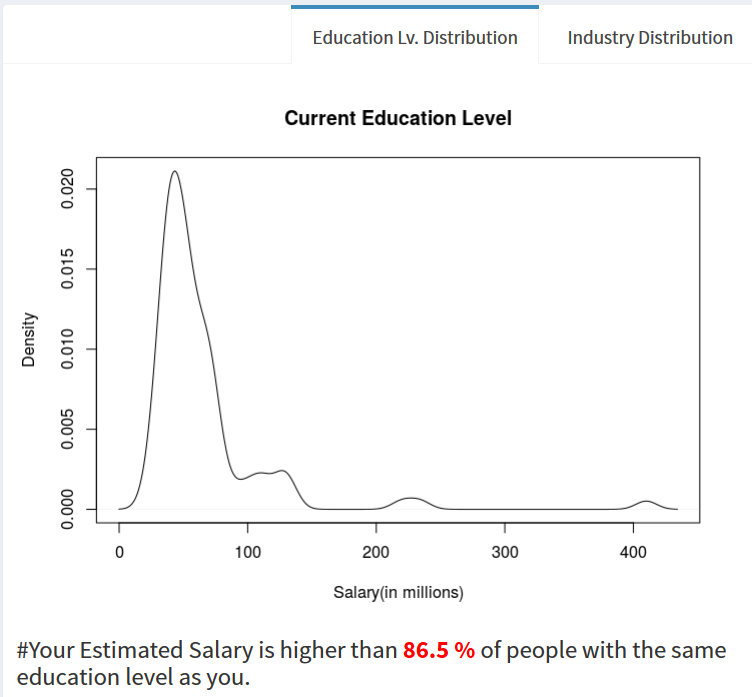 Education Lv. Distribution
Industry Distribution
Current Education Level
0.020
0.015
0.010
0.005
0.000
Density
0
100
200
300
400
Salary(in millions)
#Your Estimated Salary is higher than 86.5 % of people with the same
education level as you.